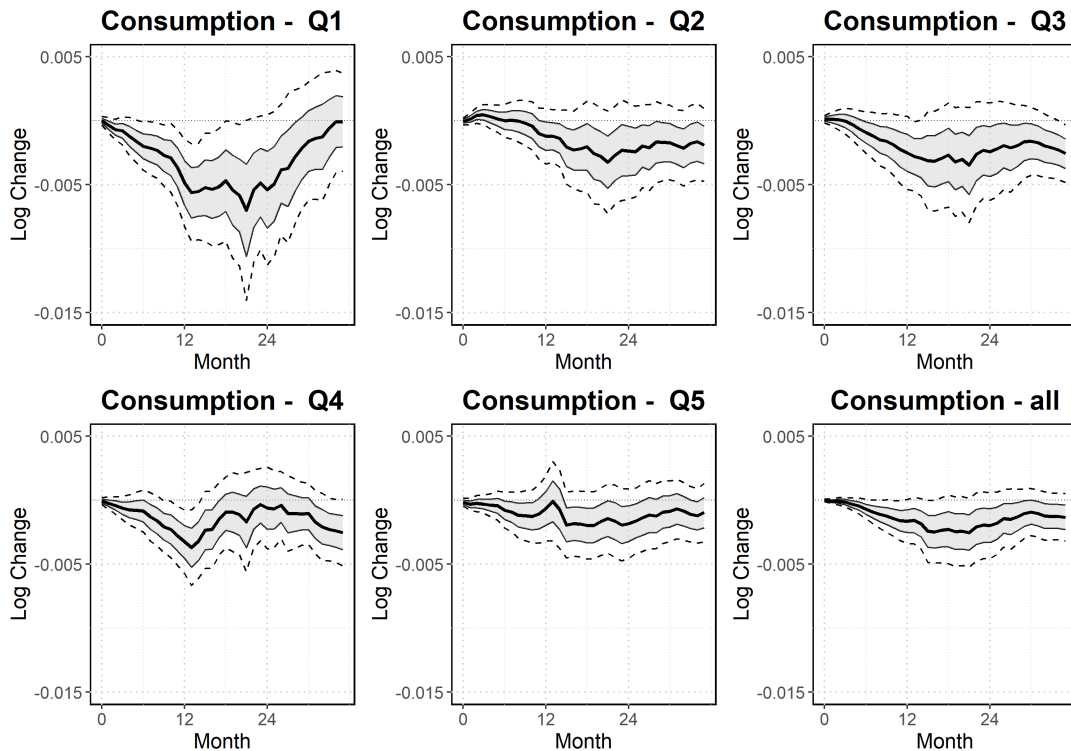 Consumption - Q1
Log Change
0.005
-0.005
-0.015
0
12
24
Month
Consumption - Q2
Log Change
0.005
-0.005
-0.015
0
12
24
Month
Consumption - Q3
Log Change
0.005
-0.005
-0.015
0
12
24
Month
Consumption - Q4
Log Change
0.005
-0.005
-0.015
0
12
24
Month
Consumption - Q5
Log Change
0.005
-0.005
-0.015
0
12
24
Month
Consumption - all
Log Change
0.005
-0.005
-0.015
0
12
24
Month